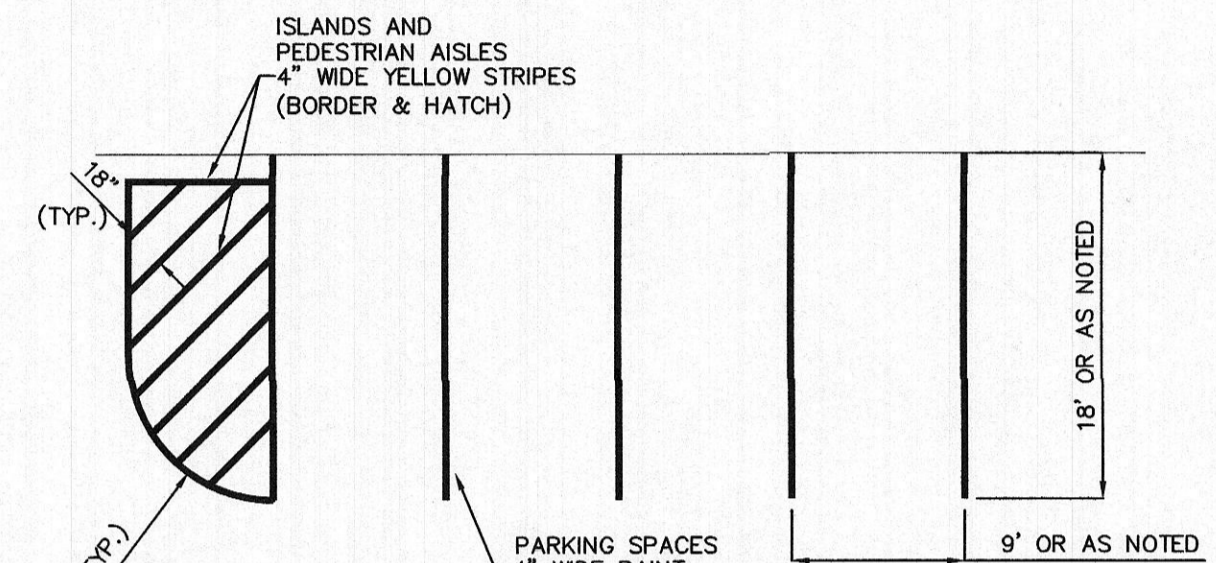 ISLANDS AND
PEDESTRIAN AISLES
4" WIDE YELLOW STRIPES
(BORDER & HATCH)
18"
(TYP.)
18' OR AS NOTED
PARKING SPACES
9' OR AS NOTED